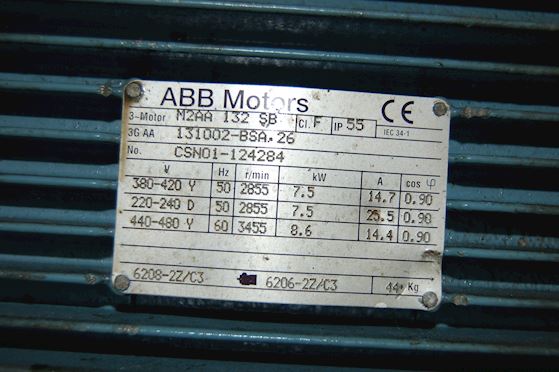 ABB Motors CE
3~Motor M2AA 132 SB Cl. F IP 55 IEC 34-1
3G AA 131002-BSA.26
No. CSN01-124284
V Hz r/min kW A cos φ
380-420 Y 50 2855 7.5 14.7 0.90
220-240 D 50 2855 7.5 25.5 0.90
440-480 Y 60 3455 8.6 14.4 0.90
6208-2Z/C3 6206-2Z/C3 44 Kg